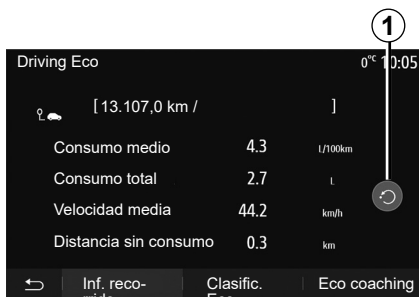 1
Driving Eco 0°C 10:05
[ 13.107,0 km / ]
Consumo medio 4.3 L/100km
Consumo total 2.7 L
Velocidad media 44.2 km/h
Distancia sin consumo 0.3 km
Inf. reco- Clasific. Eco coaching